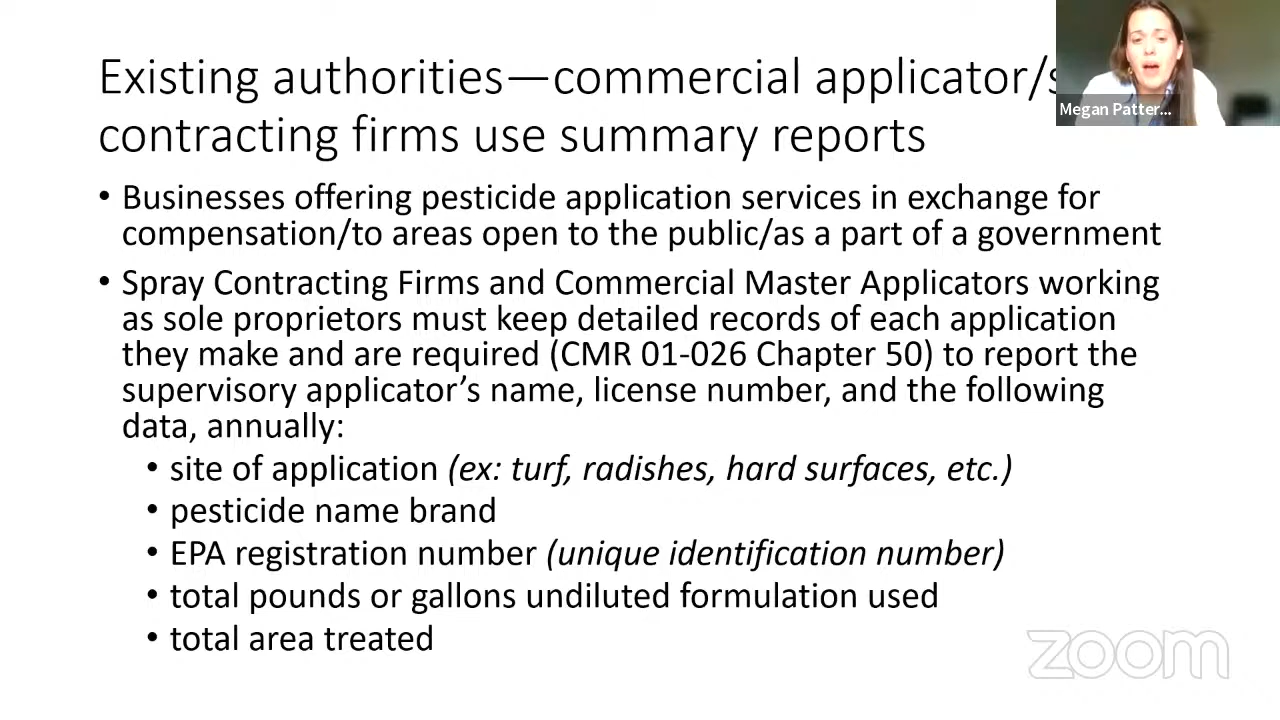 Existing authorities—commercial applicator/s
contracting firms use summary reports
Megan Patter...
• Businesses offering pesticide application services in exchange for
compensation/to areas open to the public/as a part of a government
• Spray Contracting Firms and Commercial Master Applicators working
as sole proprietors must keep detailed records of each application
they make and are required (CMR 01-026 Chapter 50) to report the
supervisory applicator’s name, license number, and the following
data, annually:
• site of application (ex: turf, radishes, hard surfaces, etc.)
• pesticide name brand
• EPA registration number (unique identification number)
• total pounds or gallons undiluted formulation used
• total area treated
zoom